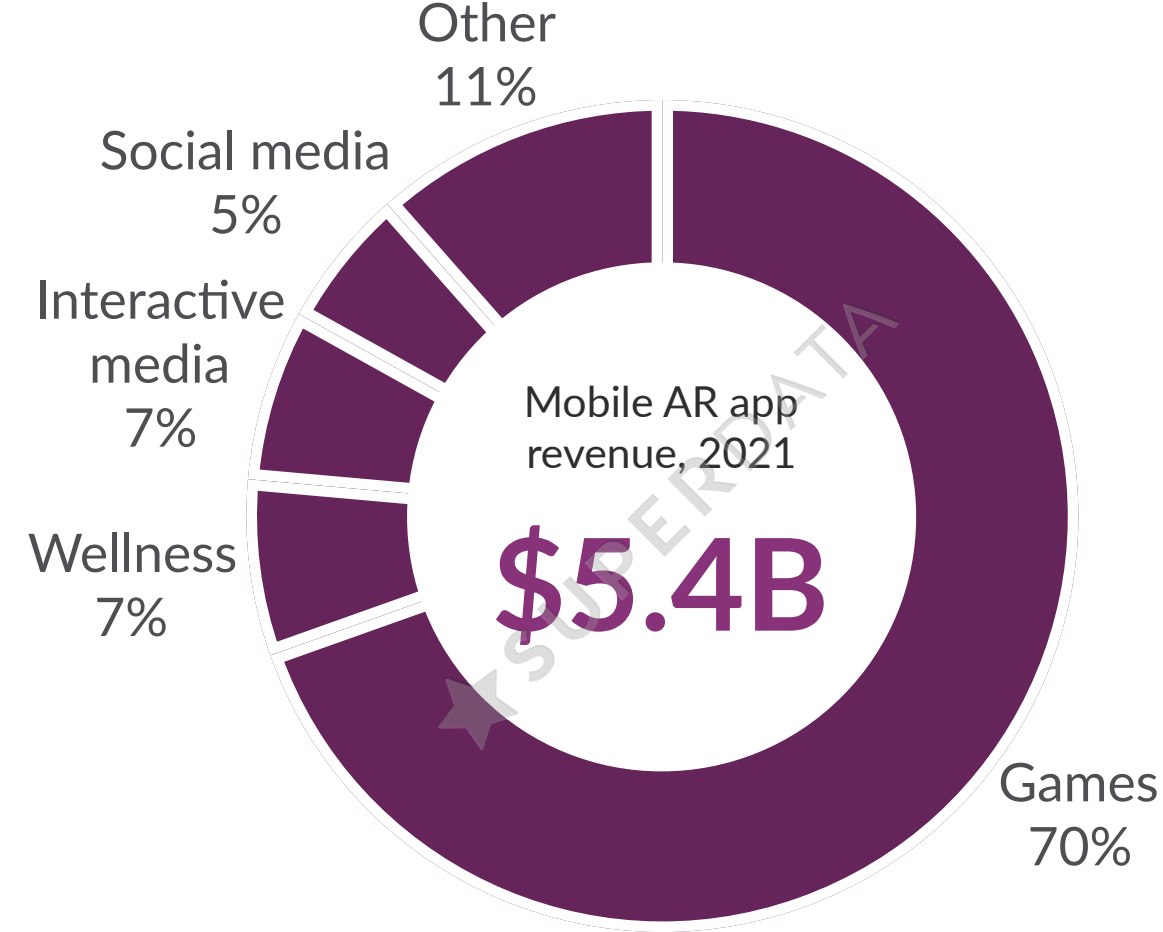 Other
11%
Social media
5%
Interactive
media
7%
Wellness
7%
Mobile AR app
revenue, 2021
$5.4B
SUPERDATA
Games
70%